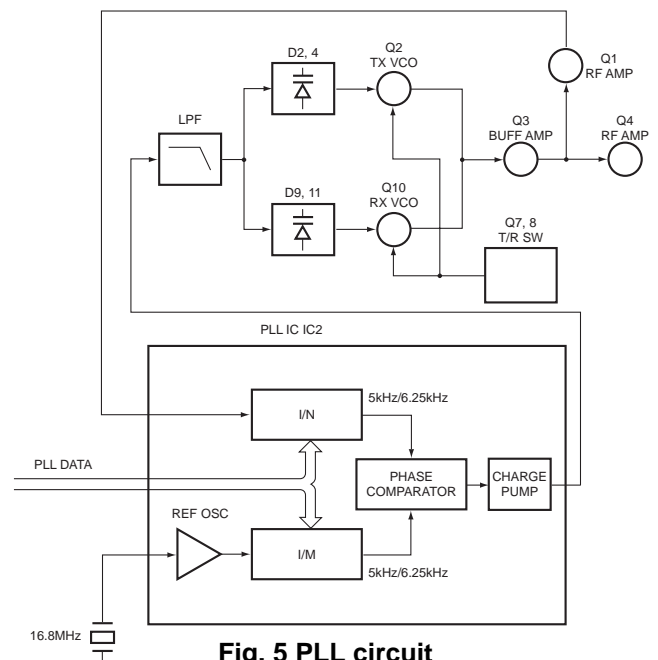 D2, 4
Q2
TX VCO
Q1
RF AMP
LPF
Q3
BUFF AMP
Q4
RF AMP
D9, 11
Q10
RX VCO
Q7, 8
T/R SW
PLL IC IC2
I/N
5kHz/6.25kHz
PLL DATA
PHASE
COMPARATOR
CHARGE
PUMP
REF OSC
I/M
5kHz/6.25kHz
16.8MHz
Fig. 5 PLL circuit